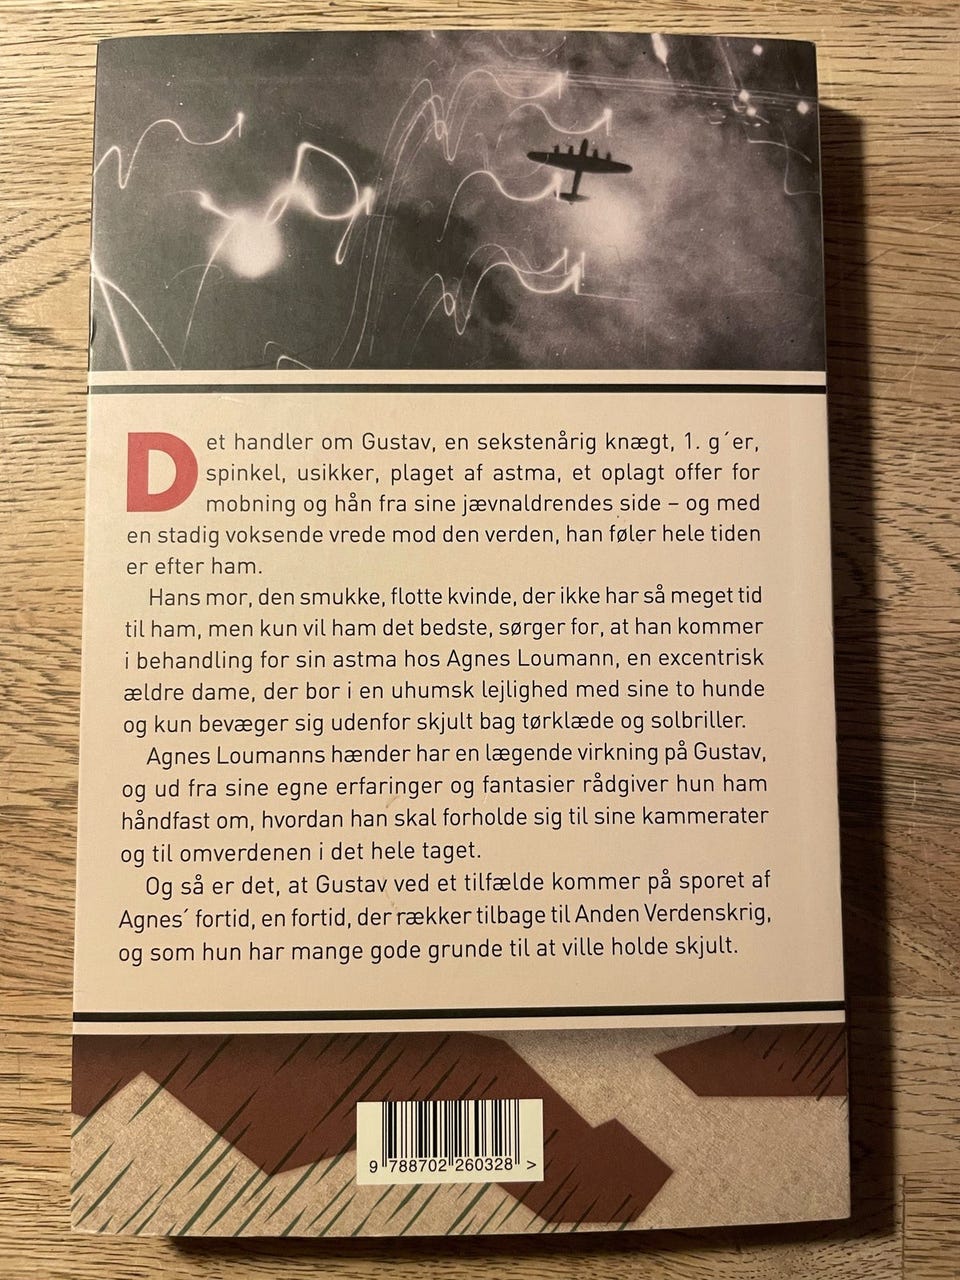 Det handler om Gustav, en sekstenårig knægt, 1. g´er,
spinkel, usikker, plaget af astma, et oplagt offer for
mobning og hån fra sine jævnaldrendes side – og med
en stadig voksende vrede mod den verden, han føler hele tiden
er efter ham.
Hans mor, den smukke, flotte kvinde, der ikke har så meget tid
til ham, men kun vil ham det bedste, sørger for, at han kommer
i behandling for sin astma hos Agnes Loumann, en excentrisk
ældre dame, der bor i en uhumsk lejlighed med sine to hunde
og kun bevæger sig udenfor skjult bag tørklæde og solbriller.
Agnes Loumanns hænder har en lægende virkning på Gustav,
og ud fra sine egne erfaringer og fantasier rådgiver hun ham
håndfast om, hvordan han skal forholde sig til sine kammerater
og til omverdenen i det hele taget.
Og så er det, at Gustav ved et tilfælde kommer på sporet af
Agnes´ fortid, en fortid, der rækker tilbage til Anden Verdenskrig,
og som hun har mange gode grunde til at ville holde skjult.
9 788702 260328 >